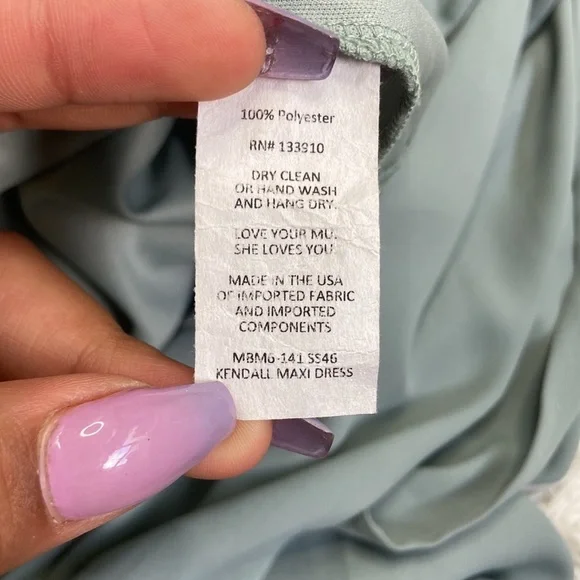 100% Polyester
RN# 133910
DRY CLEAN
OR HAND WASH
AND HANG DRY.
LOVE YOUR MU.
SHE LOVES YOU.
MADE IN THE USA
OF IMPORTED FABRIC
AND IMPORTED
COMPONENTS
MBM6-141 SS46
KENDALL MAXI DRESS